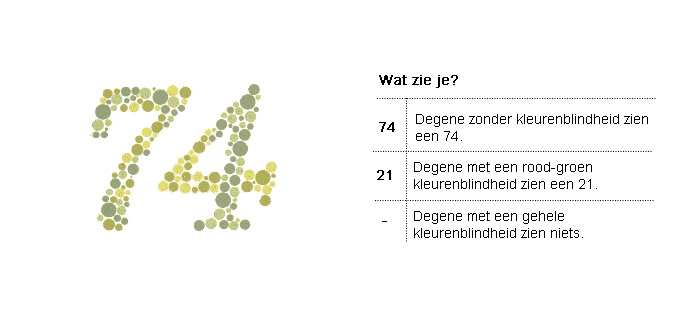 74
Wat zie je?
74
Degene zonder kleurenblindheid zien
een 74.
21
Degene met een rood-groen
kleurenblindheid zien een 21.
-
Degene met een gehele
kleurenblindheid zien niets.